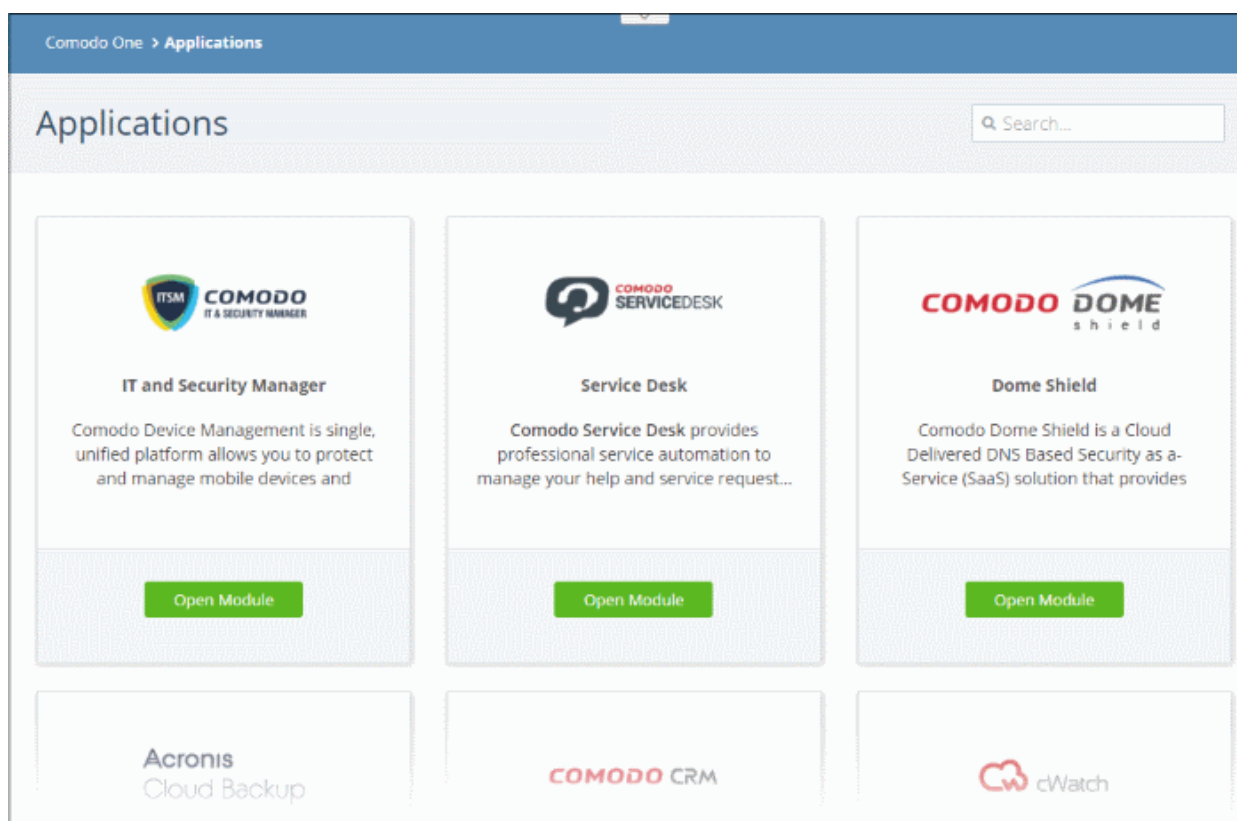 Comodo One > Applications
Applications
Search...
ITSM
COMODO
IT & SECURITY MANAGER
IT and Security Manager
Comodo Device Management is single,
unified platform allows you to protect
and manage mobile devices and
Open Module
COMODO
SERVICEDESK
Service Desk
Comodo Service Desk provides
professional service automation to
manage your help and service request...
Open Module
COMODO DOME
shield
Dome Shield
Comodo Dome Shield is a Cloud
Delivered DNS Based Security as a-
Service (SaaS) solution that provides
Open Module
Acronis
Cloud Backup
COMODO CRM
CW cWatch